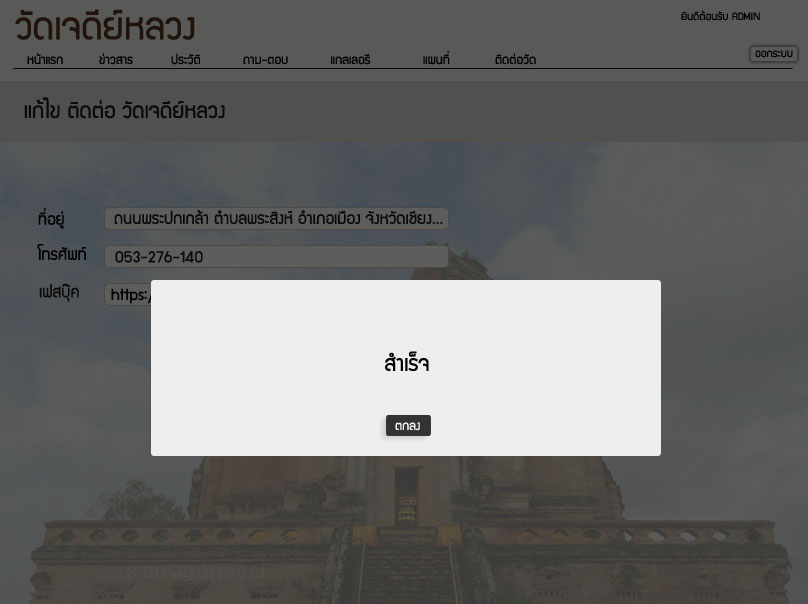 วัดเจดีย์หลวง
ยินดีต้อนรับ ADMIN
หน้าแรก ข่าวสาร ประวัติ ถาม-ตอบ แกลเลอรี แผนที่ ติดต่อวัด ออกระบบ
แก้ไข ติดต่อ วัดเจดีย์หลวง
ที่อยู่ ถนนพระปกเกล้า ตำบลพระสิงห์ อำเภอเมือง จังหวัดเชียง...
โทรศัพท์ 053-276-140
เฟสบุ๊ค https:/
สำเร็จ
ตกลง
s.suwannasri